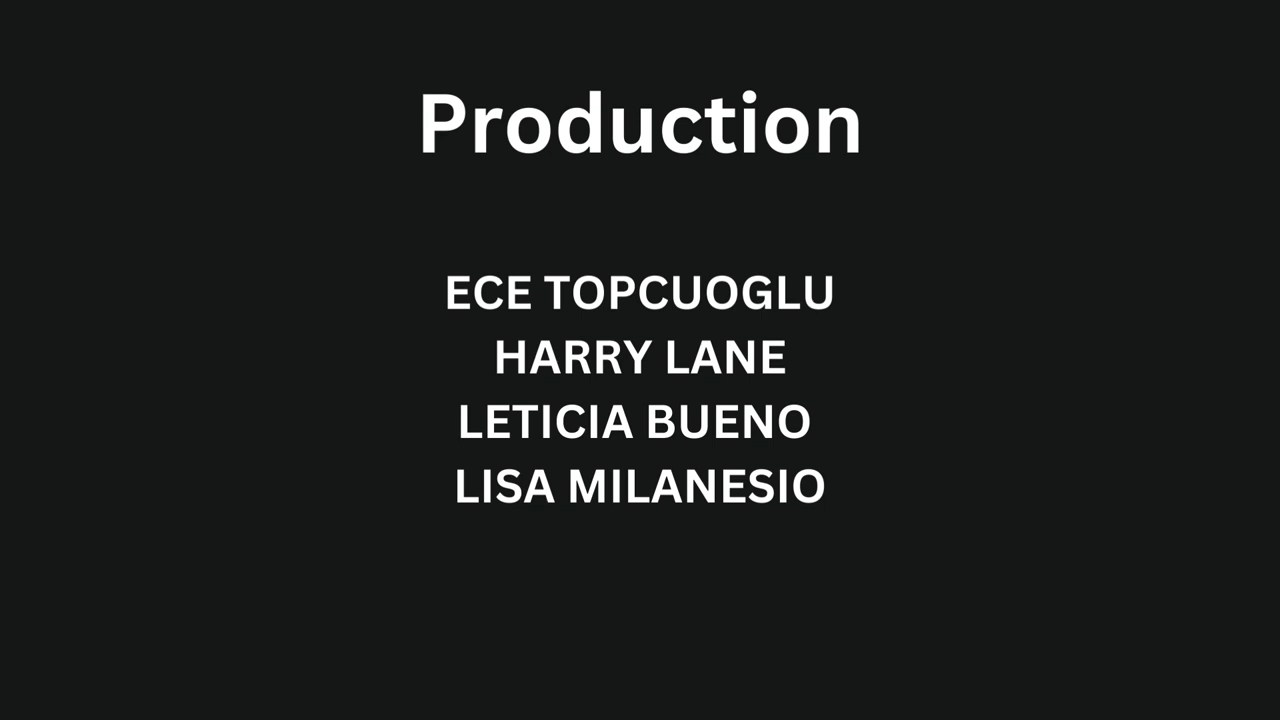 Production
ECE TOPCUOGLU
HARRY LANE
LETICIA BUENO
LISA MILANESIO